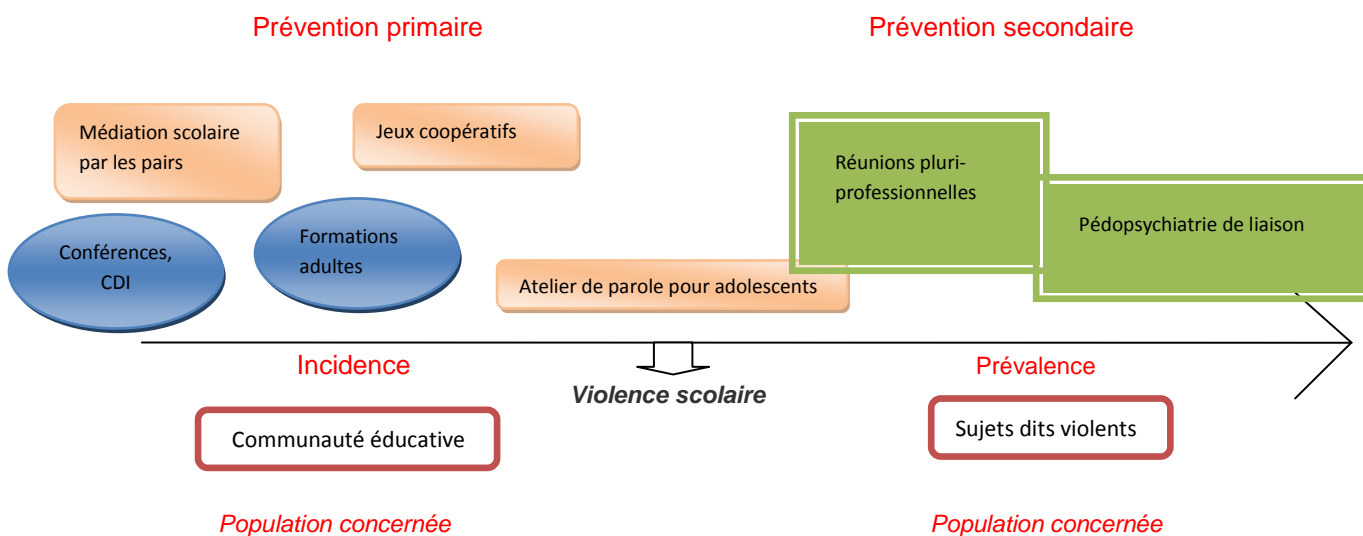 Prévention primaire
Prévention secondaire
Médiation scolaire
par les pairs
Jeux coopératifs
Réunions pluri-
professionnelles
Pédopsychiatrie de liaison
Conférences,
CDI
Formations
adultes
Atelier de parole pour adolescents
Incidence
Prévalence
Violence scolaire
Communauté éducative
Sujets dits violents
Population concernée
Population concernée